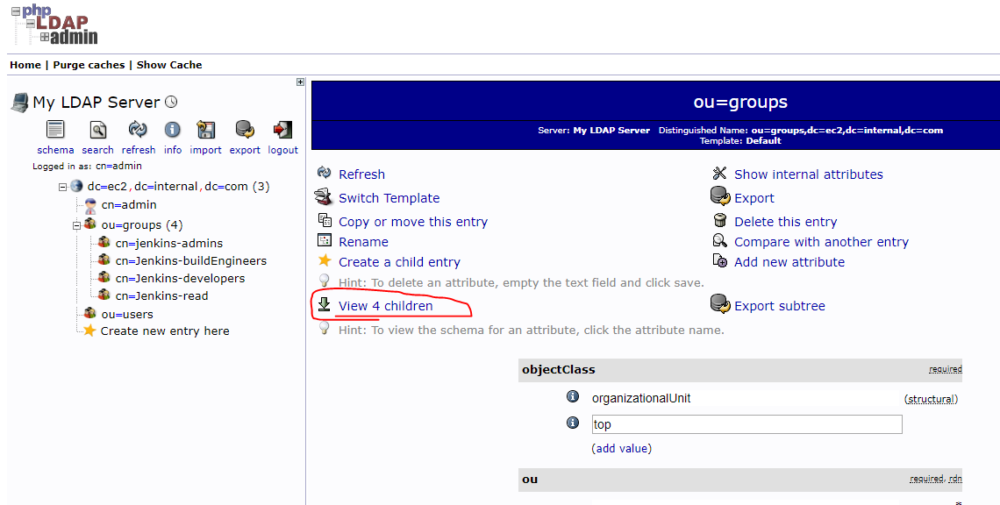 php
LDAP
admin
Home | Purge caches | Show Cache
My LDAP Server
schema search refresh info import export logout
Logged in as: cn=admin
dc=ec2,dc=internal,dc=com (3)
cn=admin
ou=groups (4)
cn=jenkins-admins
cn=Jenkins-buildEngineers
cn=Jenkins-developers
cn=Jenkins-read
ou=users
Create new entry here
ou=groups
Server: My LDAP Server Distinguished Name: ou=groups,dc=ec2,dc=internal,dc=com
Template: Default
Refresh Show internal attributes
Switch Template Export
Copy or move this entry Delete this entry
Rename Compare with another entry
Create a child entry Add new attribute
Hint: To delete an attribute, empty the text field and click save.
View 4 children Export subtree
Hint: To view the schema for an attribute, click the attribute name.
objectClass required
organizationalUnit (structural)
top
(add value)
ou required, rdn